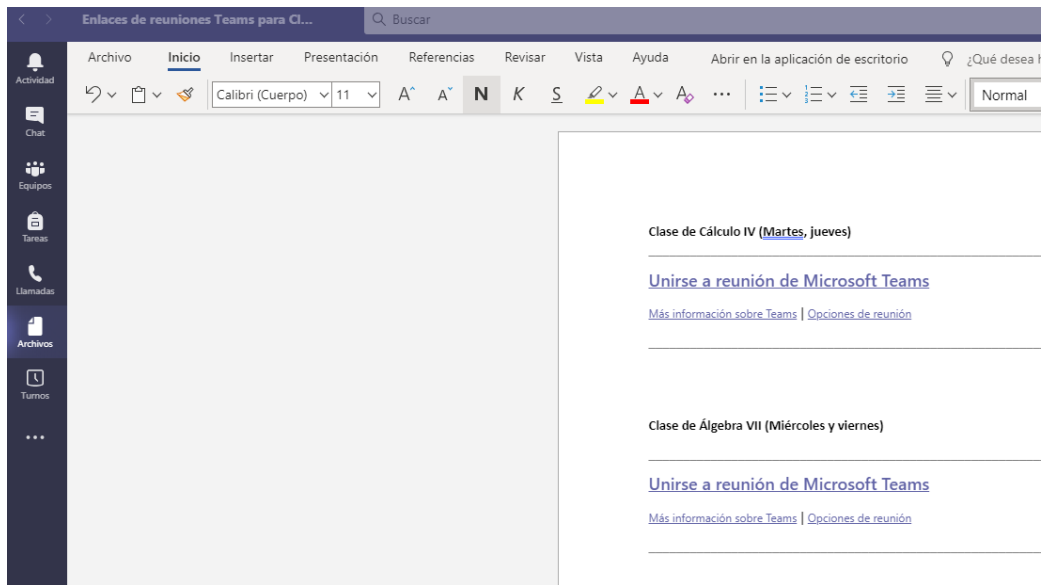 Enlaces de reuniones Teams para Cl...
Buscar
Archivo Inicio Insertar Presentación Referencias Revisar Vista Ayuda Abrir en la aplicación de escritorio ¿Qué desea
Calibri (Cuerpo) 11 A A N K S A A Normal
Actividad
Chat
Equipos
Tareas
Llamadas
Archivos
Turnos
Clase de Cálculo IV (Martes, jueves)
Unirse a reunión de Microsoft Teams
Más información sobre Teams | Opciones de reunión
Clase de Álgebra VII (Miércoles y viernes)
Unirse a reunión de Microsoft Teams
Más información sobre Teams | Opciones de reunión